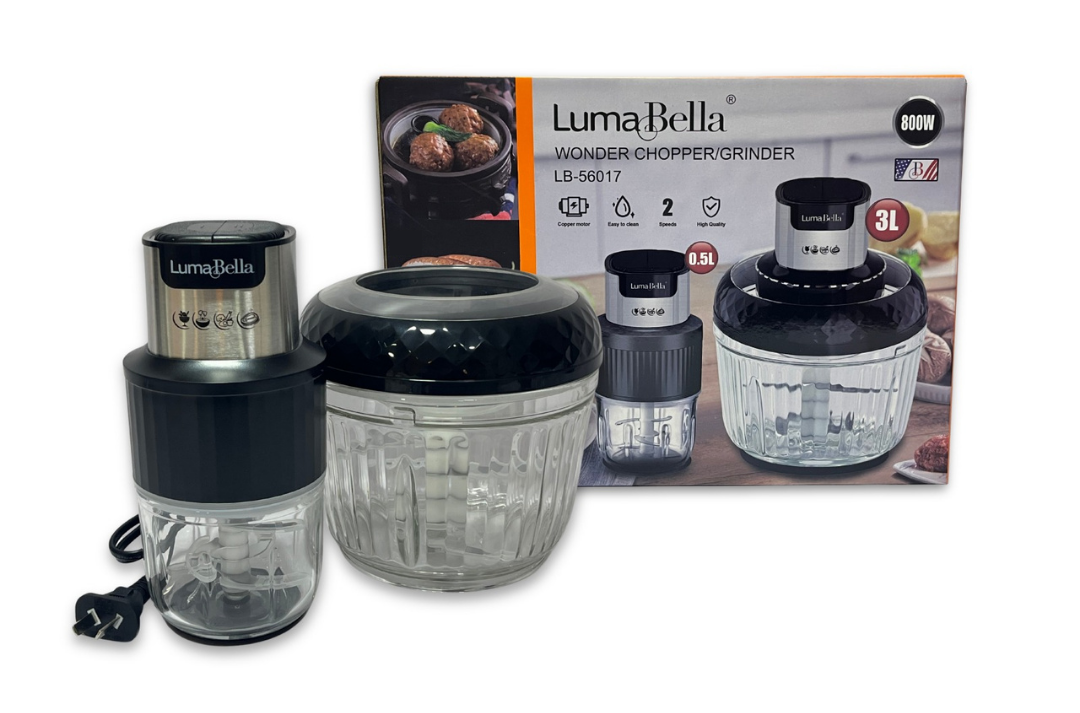 LumaBella®
800W
WONDER CHOPPER/GRINDER
LB-56017
B
2
Copper motor
Easy to clean
Speeds
High Quality
LumaBella
3L
0.5L
LumaBella
LumaBella